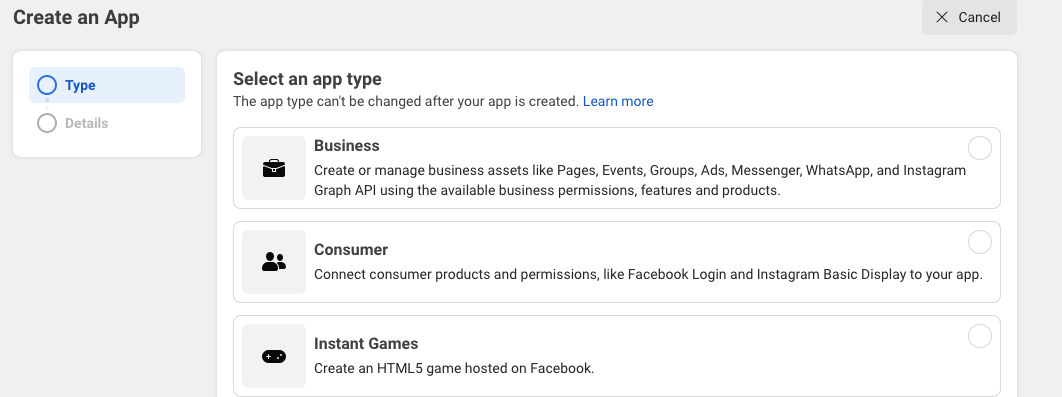 Create an App
Cancel
Type
Details
Select an app type
The app type can't be changed after your app is created. Learn more
Business
Create or manage business assets like Pages, Events, Groups, Ads, Messenger, WhatsApp, and Instagram
Graph API using the available business permissions, features and products.
Consumer
Connect consumer products and permissions, like Facebook Login and Instagram Basic Display to your app.
Instant Games
Create an HTML5 game hosted on Facebook.